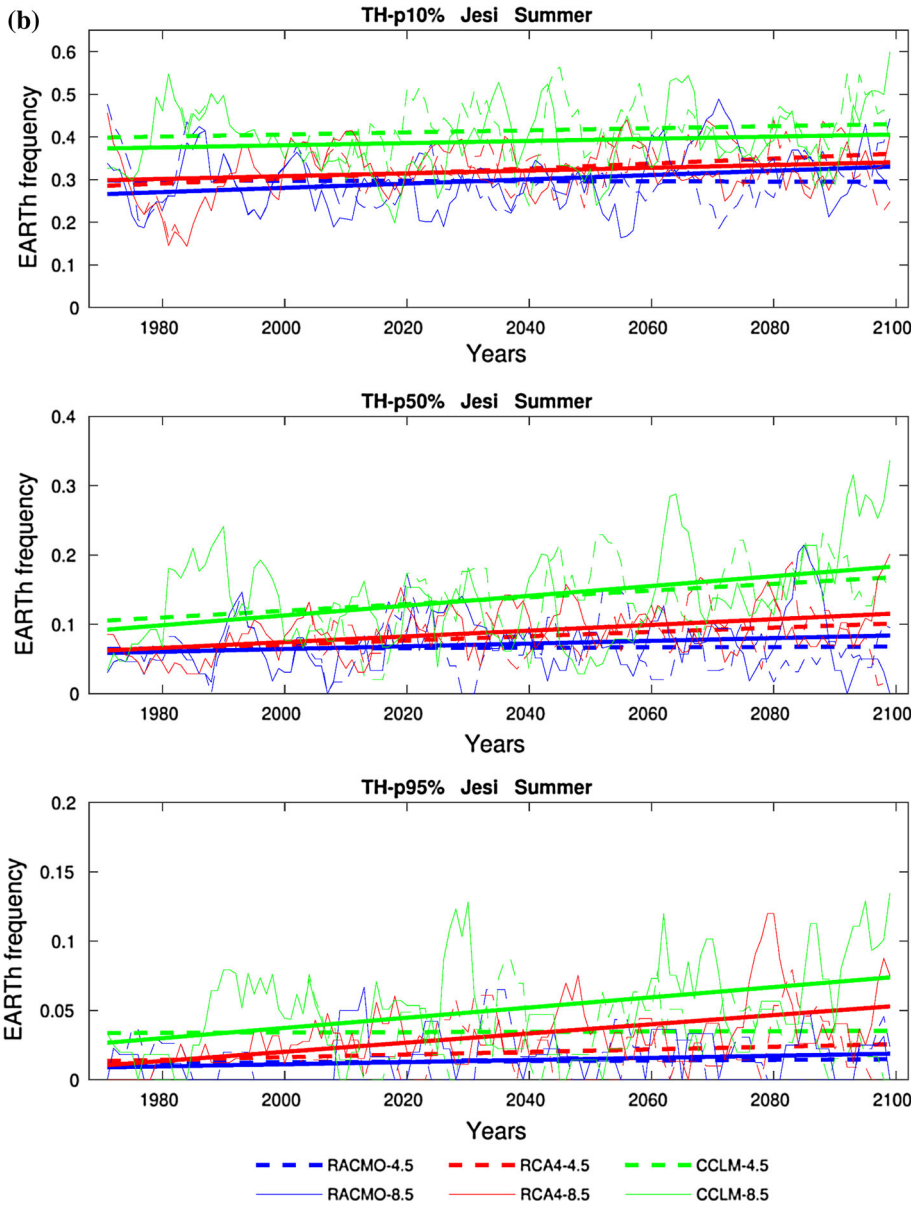 (b)
TH-p10% Jesi Summer
0.6
0.5
0.4
0.3
0.2
0.1
0
EARTh frequency
1980 2000 2020 2040 2060 2080 2100
Years
TH-p50% Jesi Summer
0.4
0.3
0.2
0.1
0
EARTh frequency
1980 2000 2020 2040 2060 2080 2100
Years
TH-p95% Jesi Summer
0.2
0.15
0.1
0.05
0
EARTh frequency
1980 2000 2020 2040 2060 2080 2100
Years
RACMO-4.5 RCA4-4.5 CCLM-4.5
RACMO-8.5 RCA4-8.5 CCLM-8.5